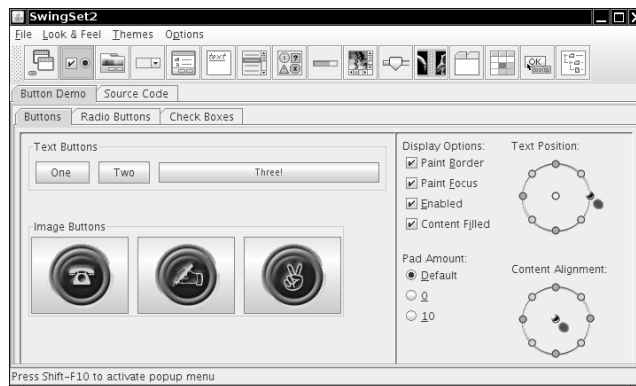 SwingSet2
File Look & Feel Themes Options
text
OK
Button Demo Source Code
Buttons Radio Buttons Check Boxes
Text Buttons
One Two Three!
Image Buttons
Display Options:
Paint Border
Paint Focus
Enabled
Content Filled
Pad Amount:
Default
0
10
Text Position:
Content Alignment:
Press Shift-F10 to activate popup menu